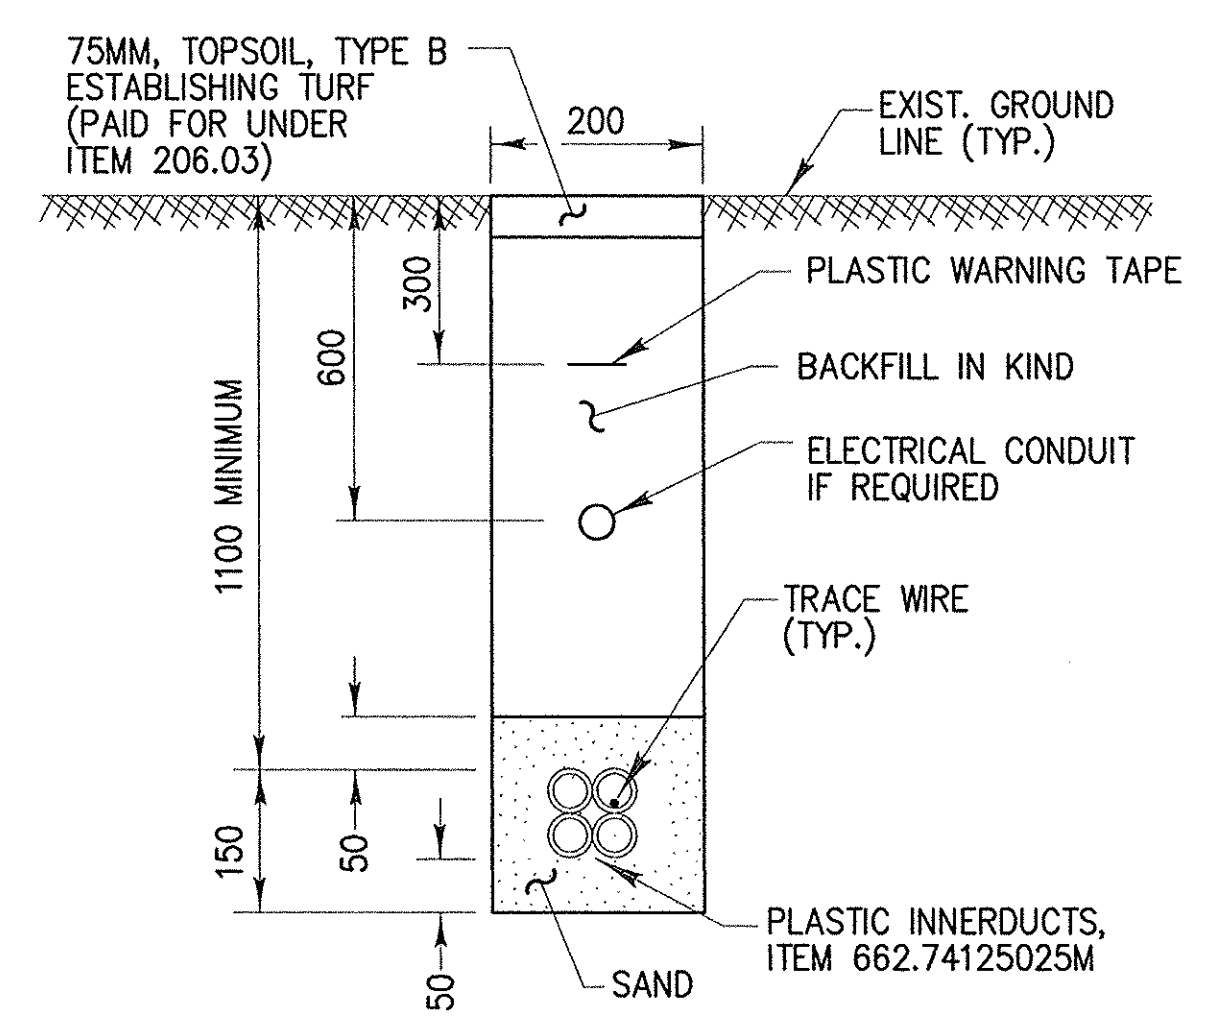 75MM, TOPSOIL, TYPE B
ESTABLISHING TURF
(PAID FOR UNDER
ITEM 206.03)
200
EXIST. GROUND
LINE (TYP.)
300
PLASTIC WARNING TAPE
600
BACKFILL IN KIND
1100 MINIMUM
ELECTRICAL CONDUIT
IF REQUIRED
TRACE WIRE
(TYP.)
150
50
PLASTIC INNERDUCTS,
ITEM 662.74125025M
50
SAND